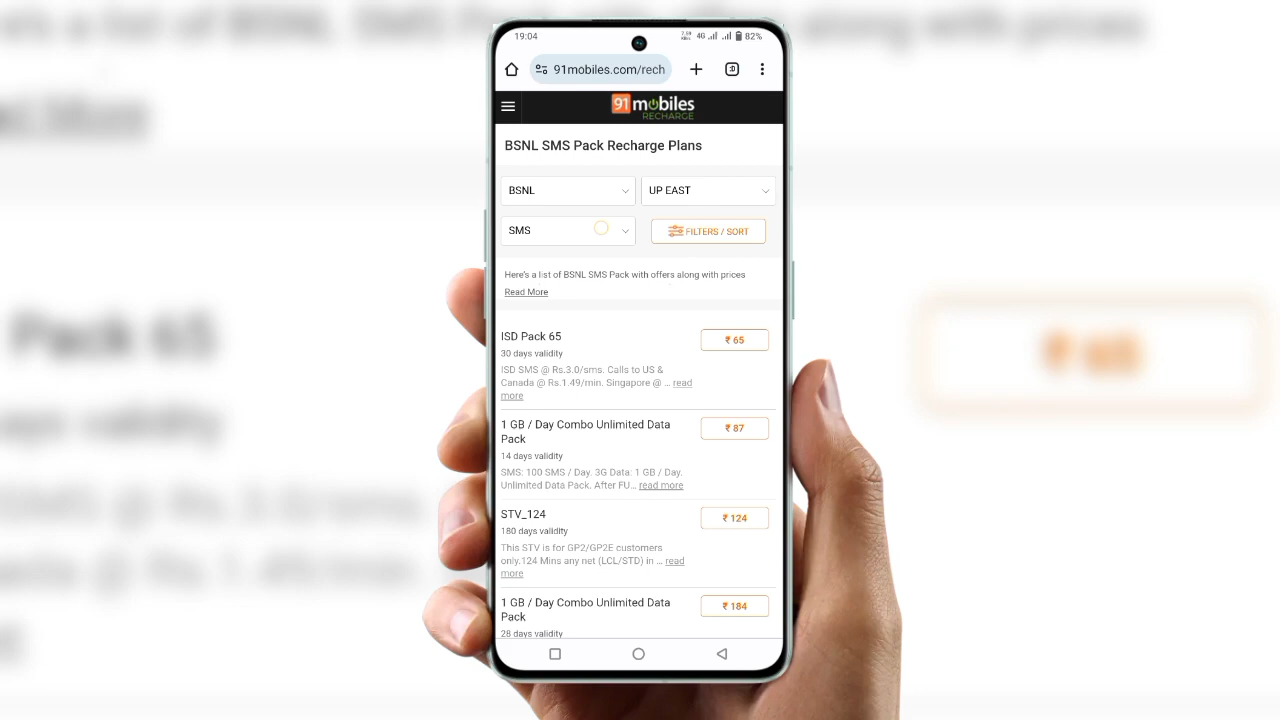 19:04
4G
82%
91mobiles.com/rech
91mobiles
RECHARGE
BSNL SMS Pack Recharge Plans
BSNL
UP EAST
SMS
FILTERS / SORT
Here's a list of BSNL SMS Pack with offers along with prices
Read More
ISD Pack 65
₹ 65
30 days validity
ISD SMS @ Rs.3.0/sms. Calls to US &
Canada @ Rs.1.49/min. Singapore @ ... read
more
1 GB / Day Combo Unlimited Data
Pack
₹ 87
14 days validity
SMS: 100 SMS / Day. 3G Data: 1 GB / Day.
Unlimited Data Pack. After FU... read more
STV_124
₹ 124
180 days validity
This STV is for GP2/GP2E customers
only.124 Mins any net (LCL/STD) in ... read
more
1 GB / Day Combo Unlimited Data
Pack
₹ 184
28 days validity
Pack 65
₹ 65